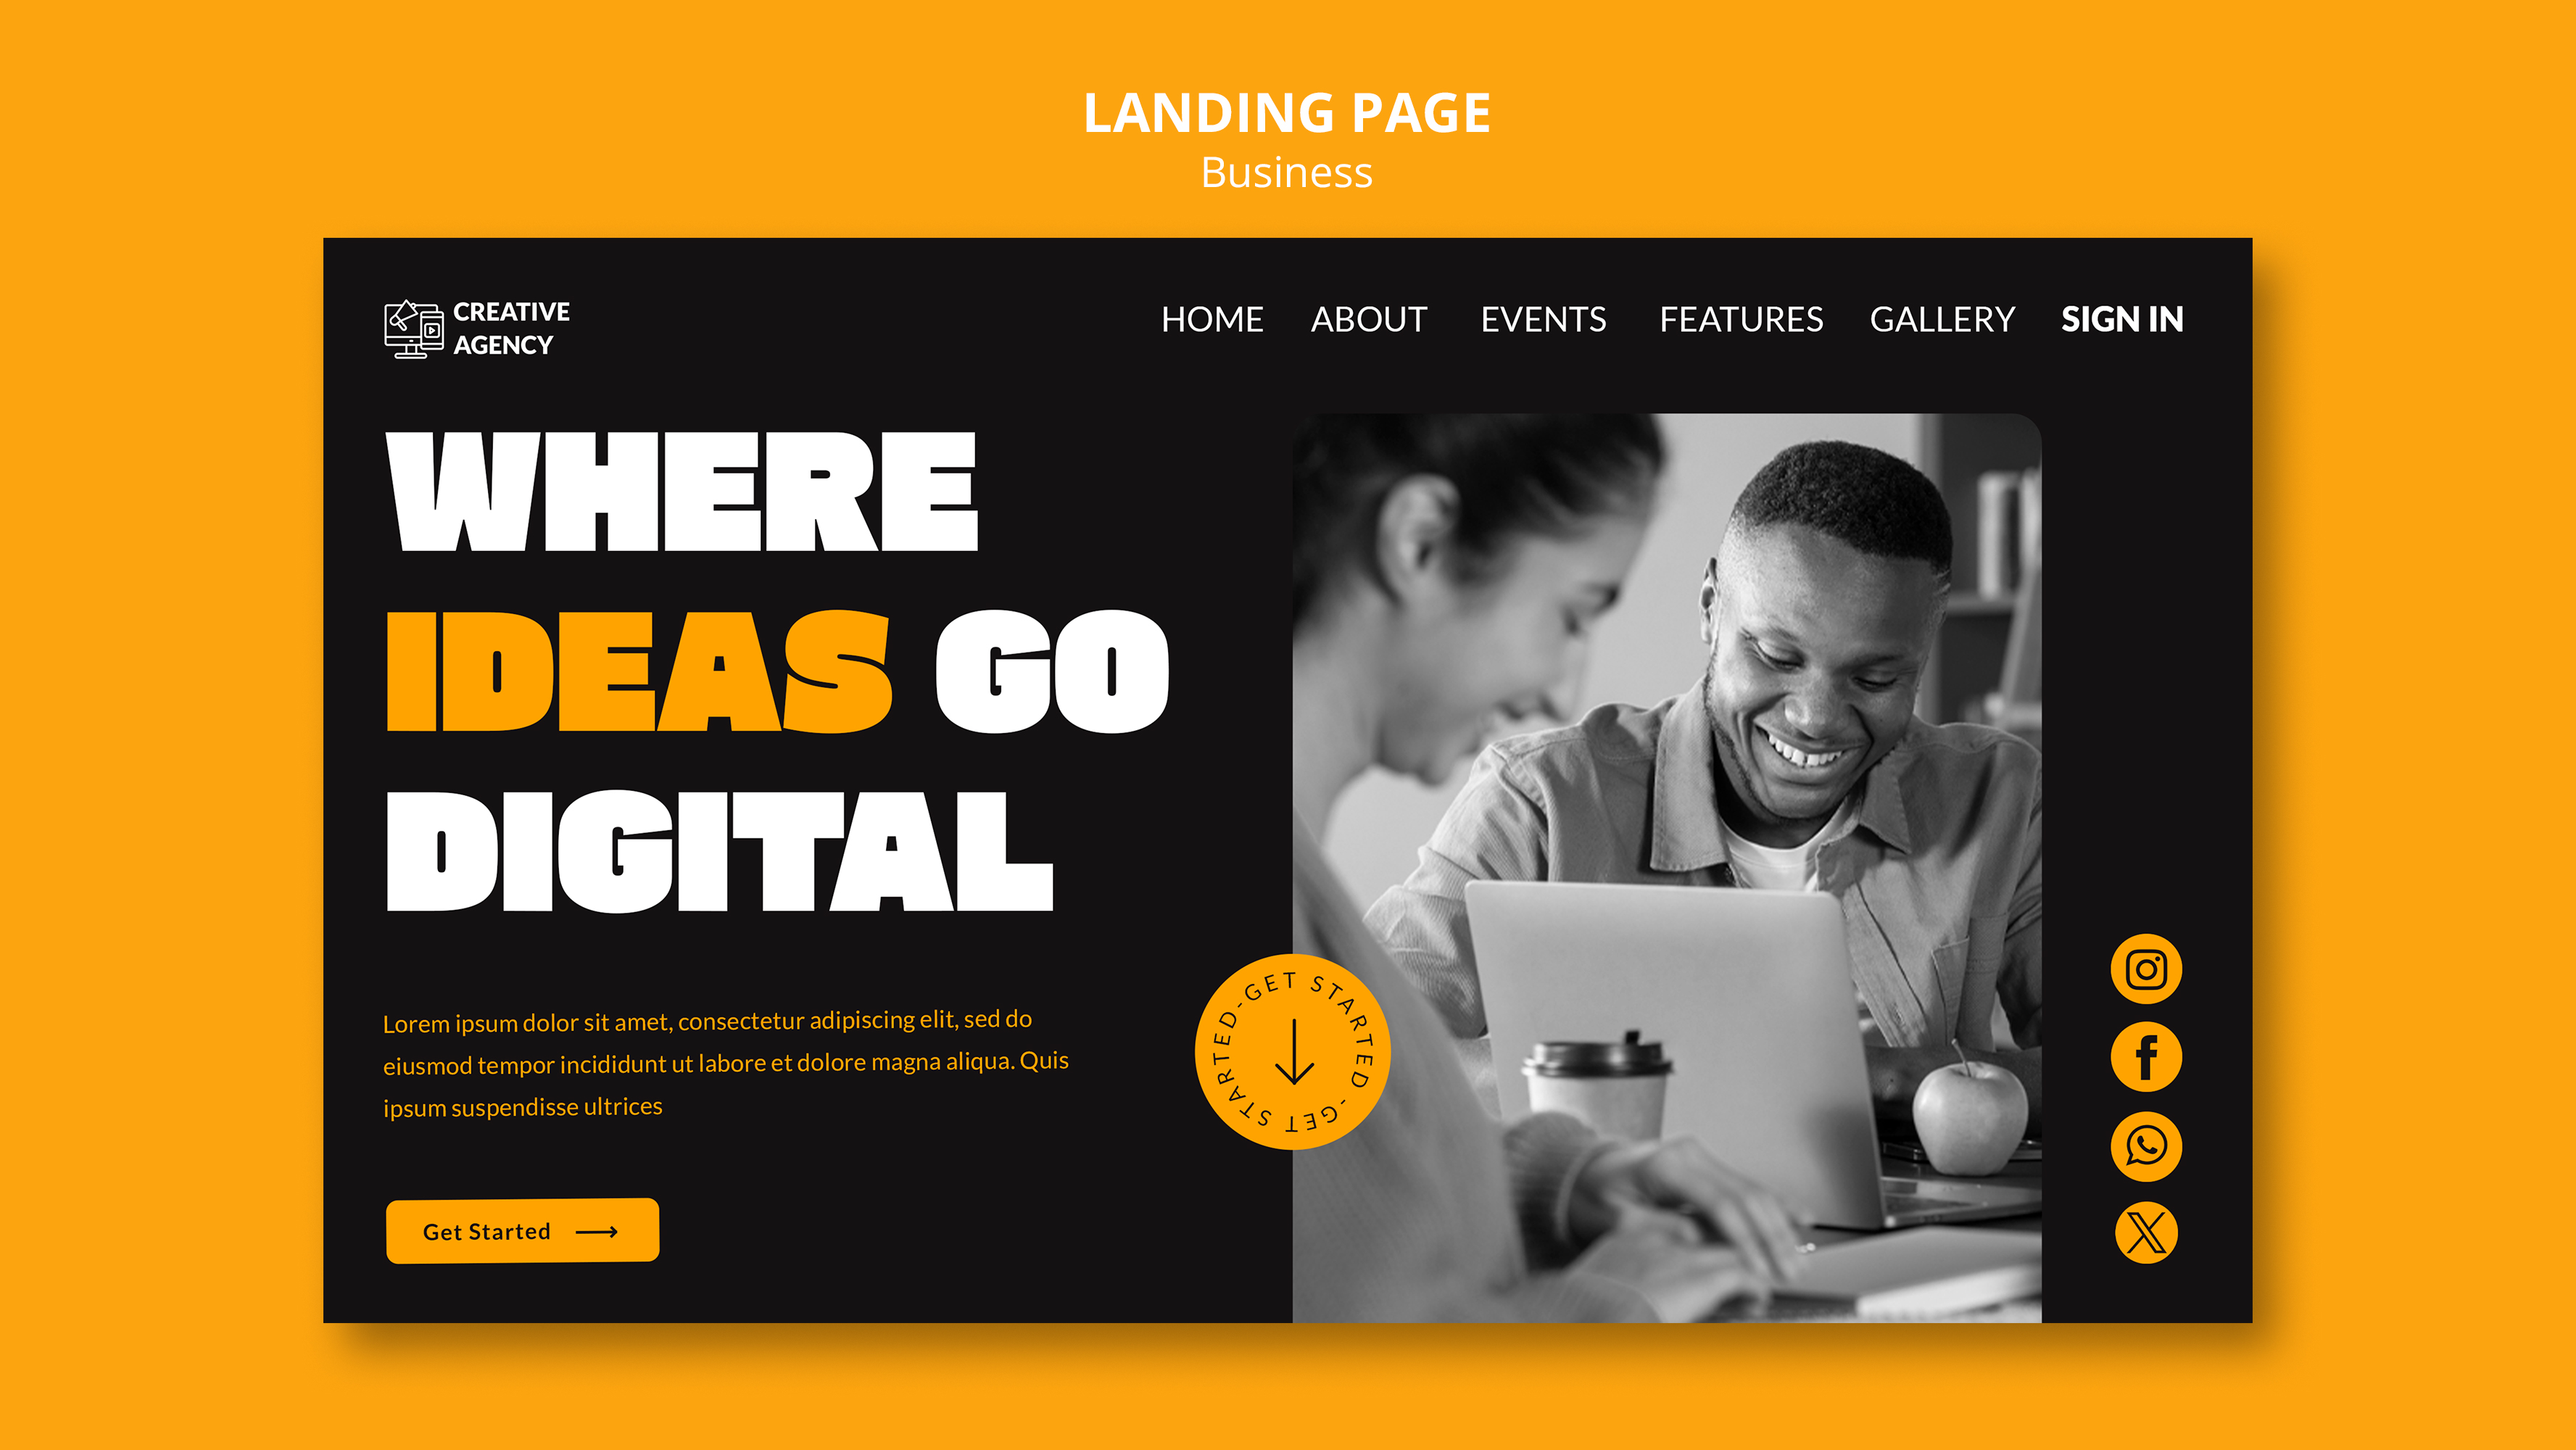 LANDING PAGE
Business
CREATIVE
AGENCY
HOME ABOUT EVENTS FEATURES GALLERY SIGN IN
WHERE
IDEAS GO
DIGITAL
Lorem ipsum dolor sit amet, consectetur adipiscing elit, sed do
eiusmod tempor incididunt ut labore et dolore magna aliqua. Quis
ipsum suspendisse ultrices
-GET STARTED -GET STARTED
Get Started